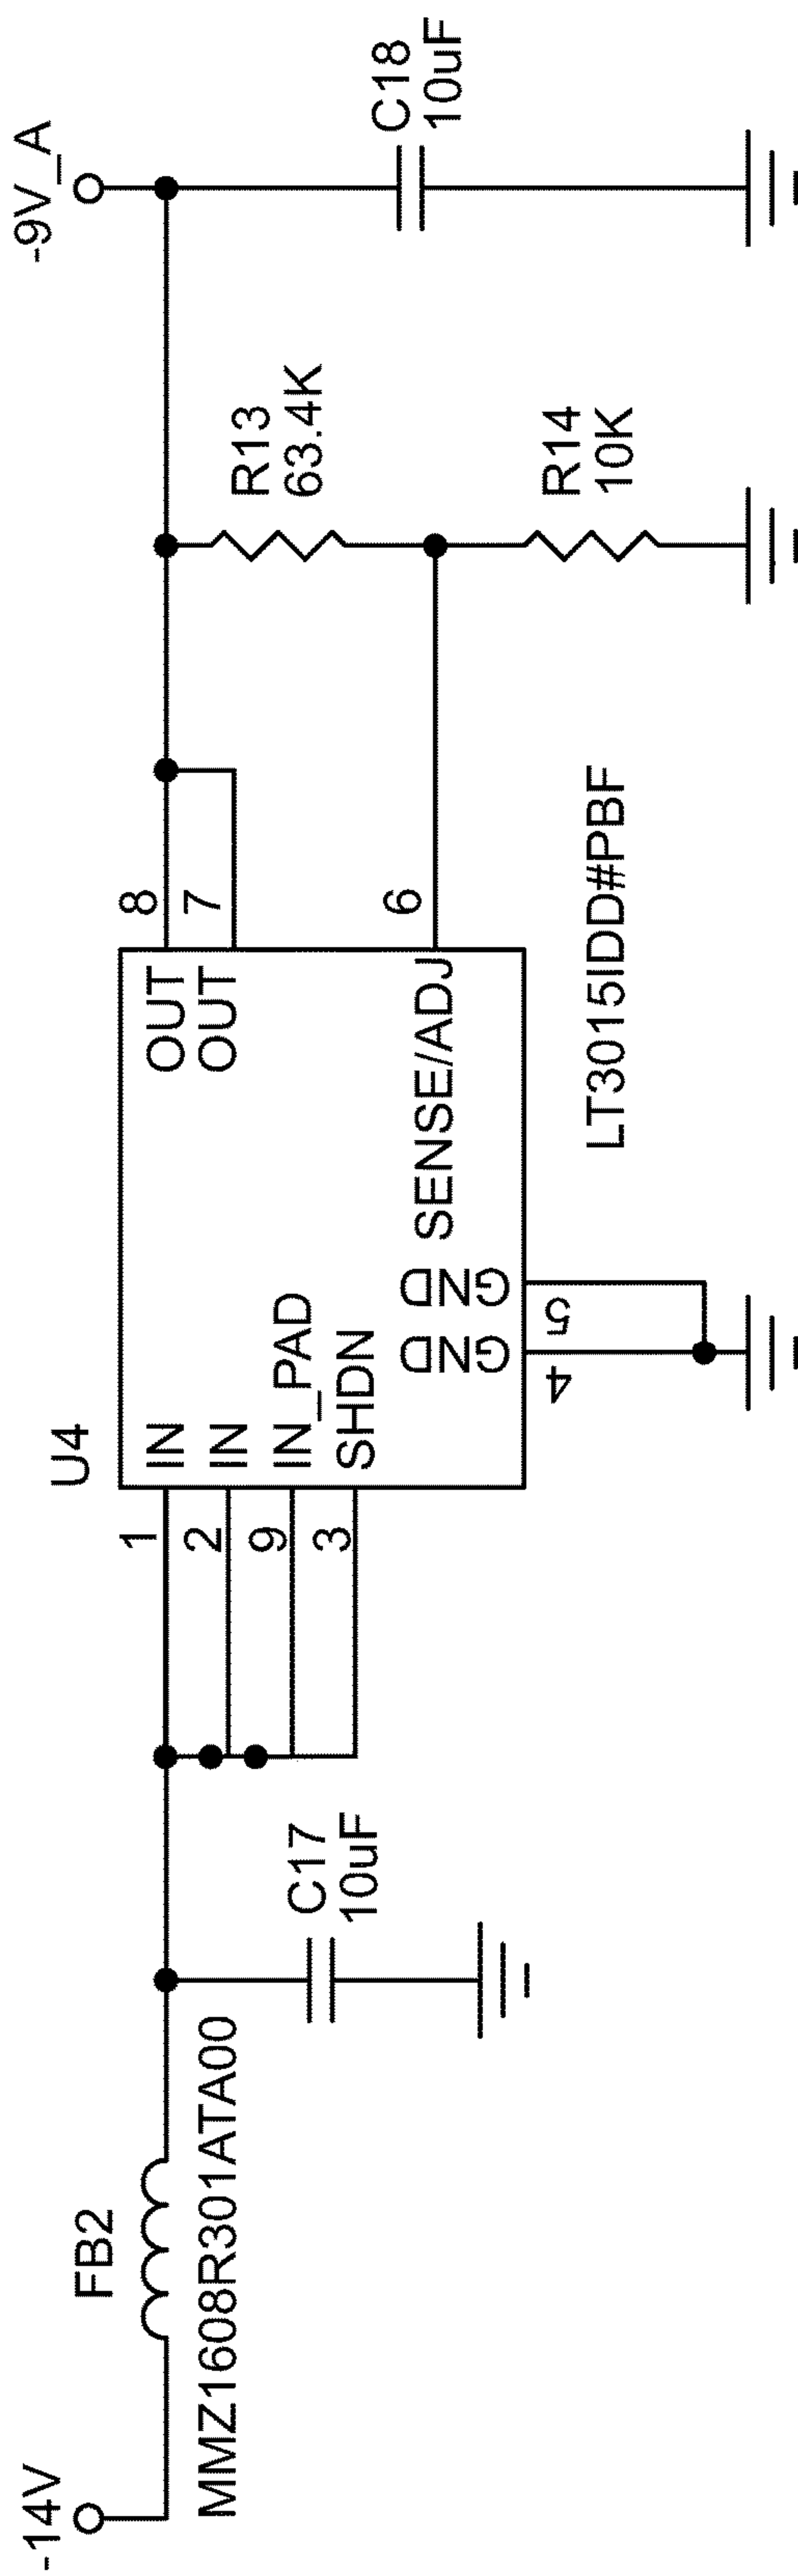 -14V
FB2
MMZ1608R301ATA00
C17
10uF
U4
1
2
9
3
IN
IN
IN_PAD
SHDN
GND
GND
4
5
OUT
OUT
SENSE/ADJ
8
7
6
LT3015IDD#PBF
R13
63.4K
R14
10K
-9V_A
C18
10uF